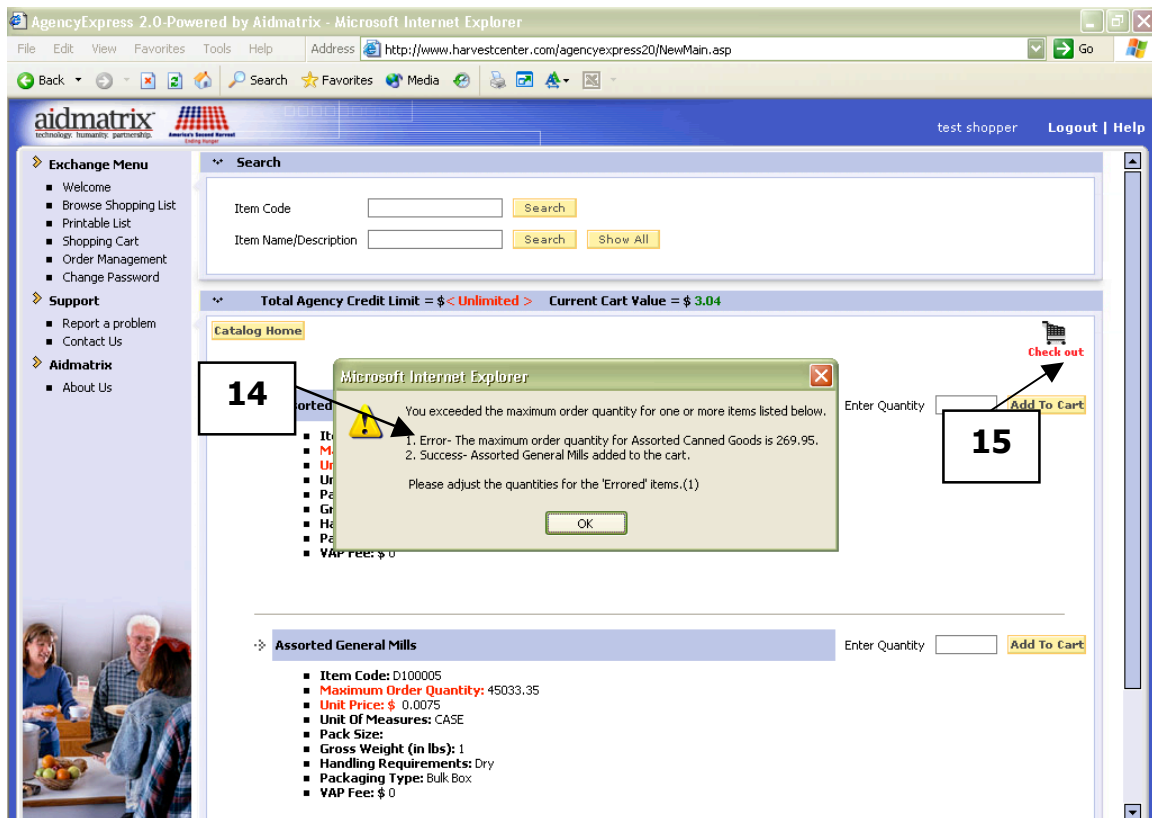 AgencyExpress 2.0-Powered by Aidmatrix - Microsoft Internet Explorer
File Edit View Favorites Tools Help Address http://www.harvestcenter.com/agencyexpress20/NewMain.asp Go
Back Search Favorites Media
aidmatrix
technology. humanity. partnership.
America's Second Harvest
Ending Hunger
test shopper Logout | Help
Exchange Menu
Welcome
Browse Shopping List
Printable List
Shopping Cart
Order Management
Change Password
Support
Report a problem
Contact Us
Aidmatrix
About Us
Search
Item Code Search
Item Name/Description Search Show All
Total Agency Credit Limit = $< Unlimited > Current Cart Value = $ 3.04
Catalog Home
Check out
14
15
Enter Quantity Add To Cart
Microsoft Internet Explorer
You exceeded the maximum order quantity for one or more items listed below.
1. Error- The maximum order quantity for Assorted Canned Goods is 269.95.
2. Success- Assorted General Mills added to the cart.
Please adjust the quantities for the 'Errored' items.(1)
OK
VAP Fee: $ 0
Assorted General Mills Enter Quantity Add To Cart
Item Code: D100005
Maximum Order Quantity: 45033.35
Unit Price: $ 0.0075
Unit Of Measures: CASE
Pack Size:
Gross Weight (in lbs): 1
Handling Requirements: Dry
Packaging Type: Bulk Box
VAP Fee: $ 0